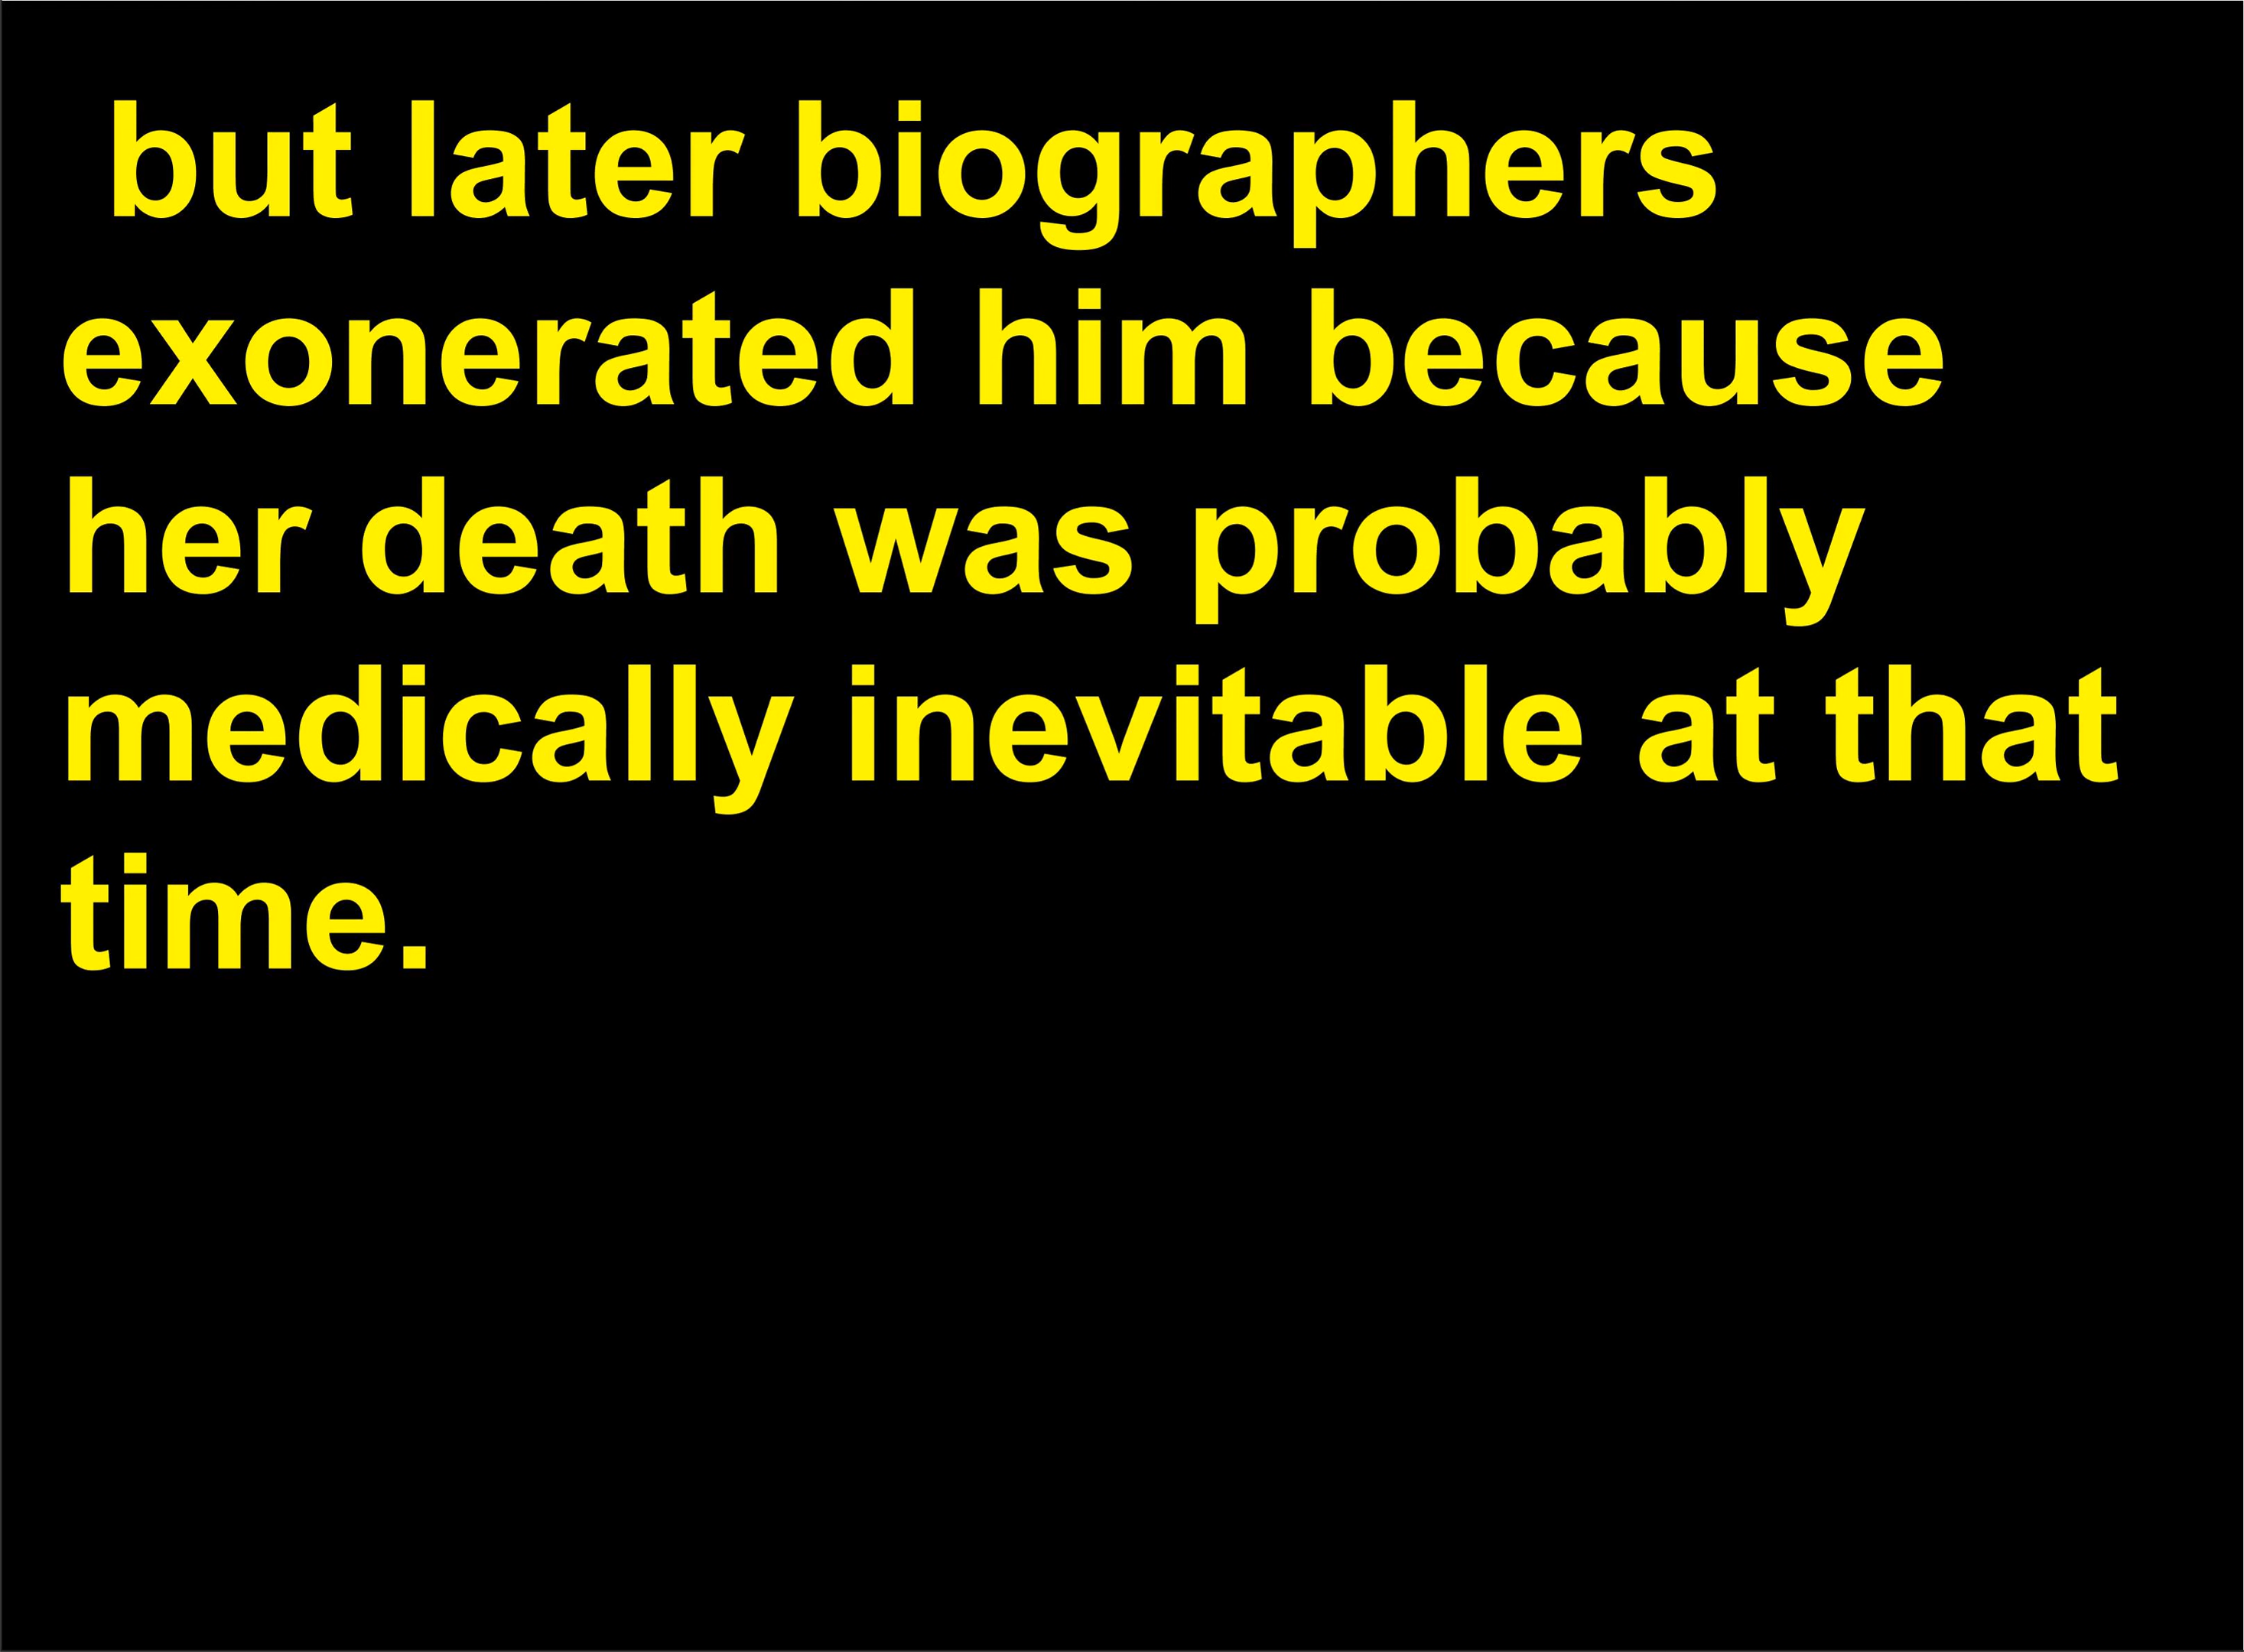 but later biographers
exonerated him because
her death was probably
medically inevitable at that
time.